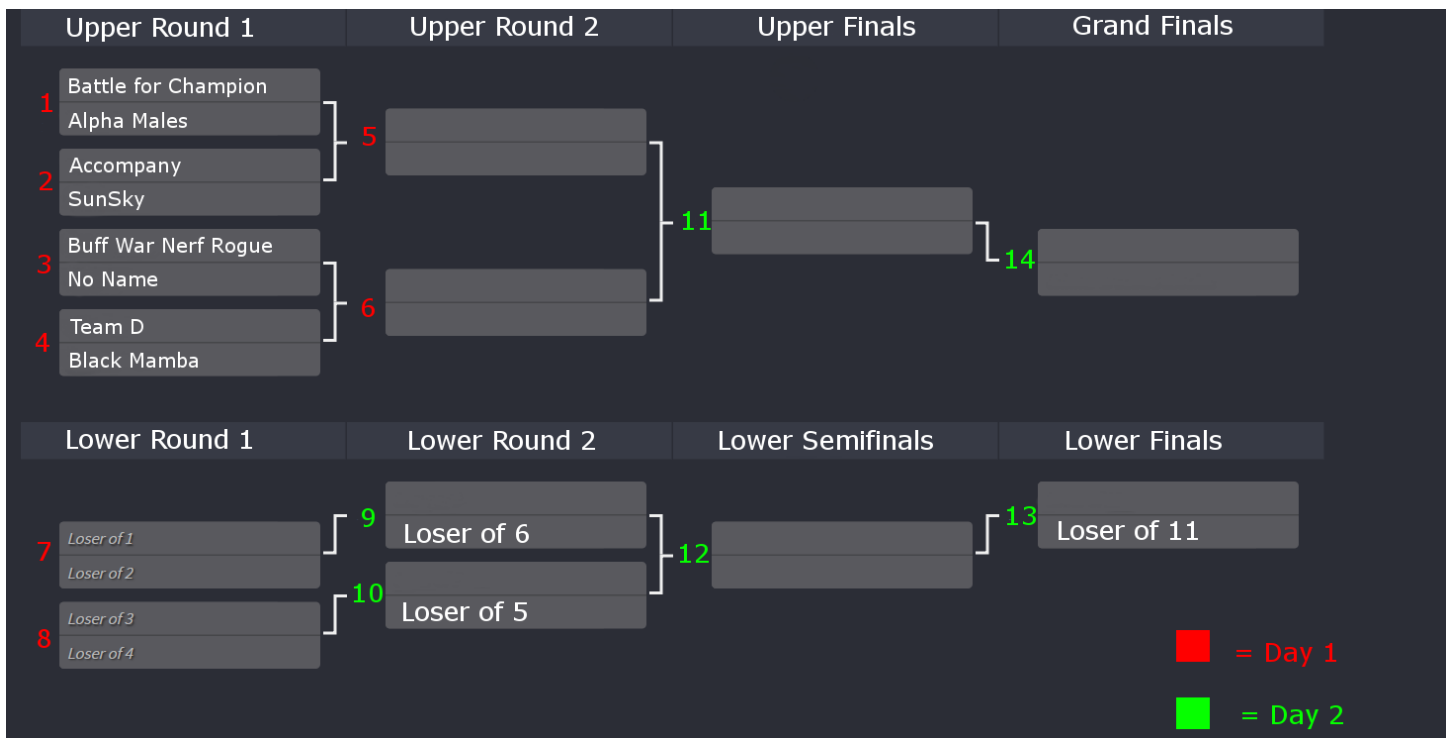 Upper Round 1 Upper Round 2 Upper Finals Grand Finals
1
Battle for Champion
Alpha Males
2
Accompany
SunSky
3
Buff War Nerf Rogue
No Name
4
Team D
Black Mamba
5
6
11
14
Lower Round 1 Lower Round 2 Lower Semifinals Lower Finals
7
Loser of 1
Loser of 2
8
Loser of 3
Loser of 4
9
Loser of 6
10
Loser of 5
12
13
Loser of 11
= Day 1
= Day 2